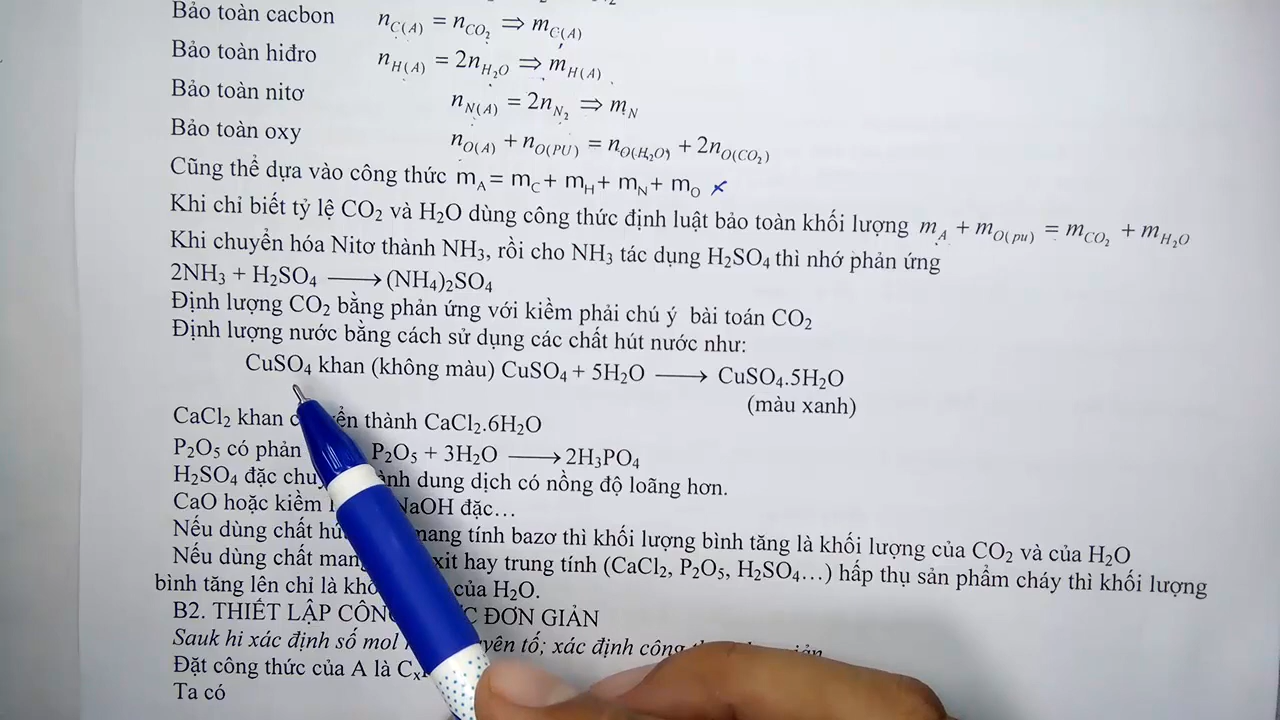 Bảo toàn cacbon n_C(A) = n_CO₂ ⇒ m_C(A)
Bảo toàn hiđro n_H(A) = 2n_H₂O ⇒ m_H(A)
Bảo toàn nitơ n_N(A) = 2n_N₂ ⇒ m_N
Bảo toàn oxy n_O(A) + n_O(PU) = n_O(H₂O) + 2n_O(CO₂)
Cũng thể dựa vào công thức m_A = m_C + m_H + m_N + m_O
Khi chỉ biết tỷ lệ CO₂ và H₂O dùng công thức định luật bảo toàn khối lượng m_A + m_O(pu) = m_CO₂ + m_H₂O
Khi chuyển hóa Nitơ thành NH₃, rồi cho NH₃ tác dụng H₂SO₄ thì nhớ phản ứng
2NH₃ + H₂SO₄ ⟶ (NH₄)₂SO₄
Định lượng CO₂ bằng phản ứng với kiềm phải chú ý bài toán CO₂
Định lượng nước bằng cách sử dụng các chất hút nước như:
CuSO₄ khan (không màu) CuSO₄ + 5H₂O ⟶ CuSO₄.5H₂O
(màu xanh)
CaCl₂ khan thành CaCl₂.6H₂O
P₂O₅ có phản P₂O₅ + 3H₂O ⟶ 2H₃PO₄
H₂SO₄ đặc dung dịch có nồng độ loãng hơn.
CaO hoặc kiềm NaOH đặc…
Nếu dùng chất mang tính bazơ thì khối lượng bình tăng là khối lượng của CO₂ và của H₂O
Nếu dùng chất hay trung tính (CaCl₂, P₂O₅, H₂SO₄…) hấp thụ sản phẩm cháy thì khối lượng
bình tăng lên chỉ là của H₂O.
B2. THIẾT LẬP ĐƠN GIẢN
Sauk hi xác định số mol tố; xác định
Đặt công thức của A là
Ta có